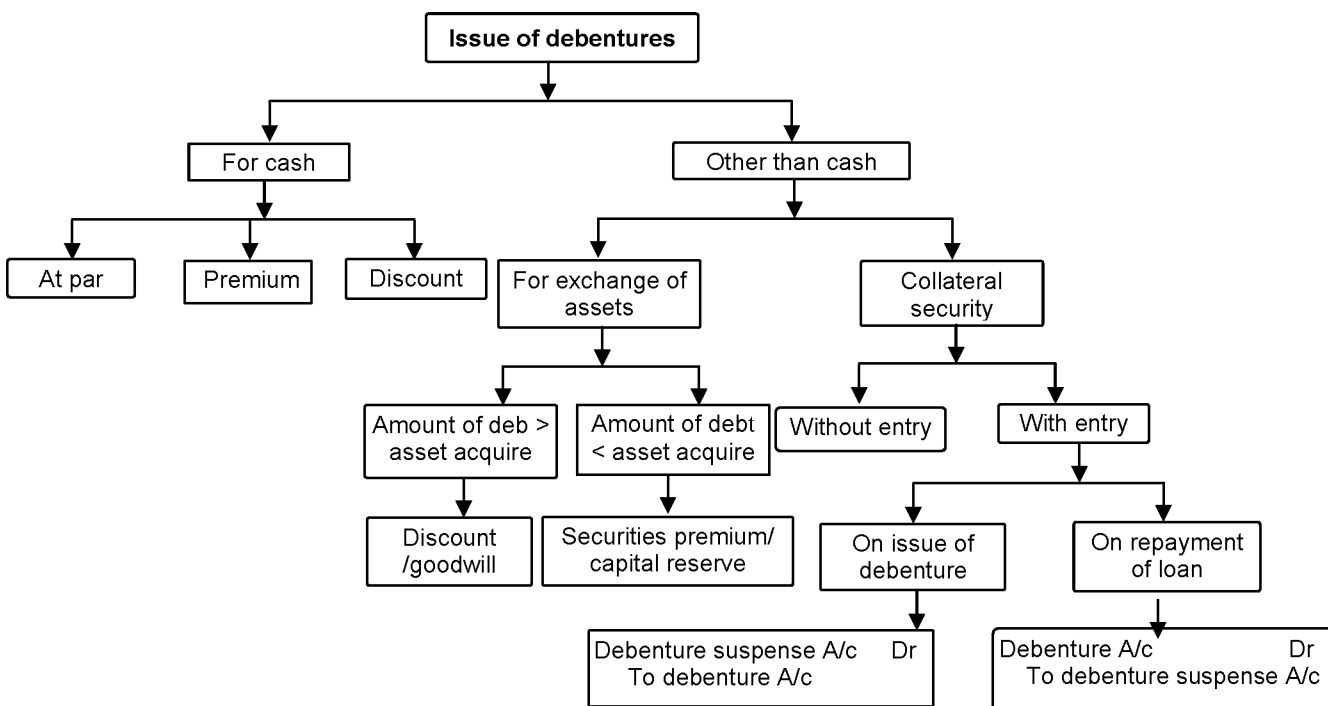 Issue of debentures
For cash
Other than cash
At par
Premium
Discount
For exchange of
assets
Collateral
security
Amount of deb >
asset acquire
Amount of debt
< asset acquire
Without entry
With entry
Discount
/goodwill
Securities premium/
capital reserve
On issue of
debenture
On repayment
of loan
Debenture suspense A/c Dr
To debenture A/c
Debenture A/c Dr
To debenture suspense A/c